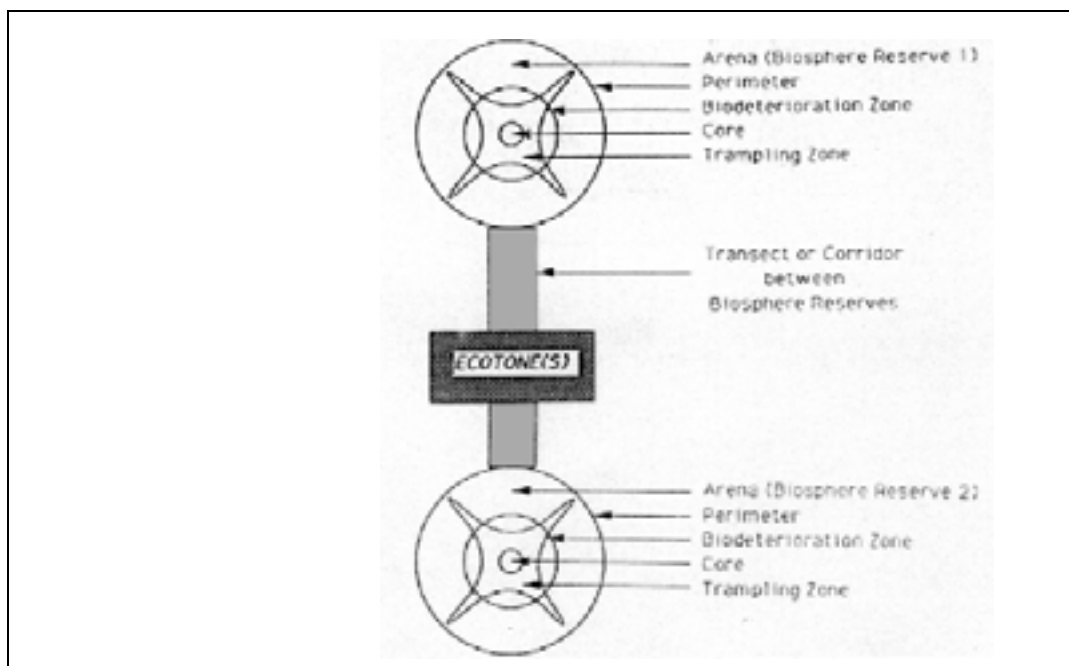 Arena (Biosphere Reserve 1)
Perimeter
Biodeterioration Zone
Core
Trampling Zone
Transect or Corridor
between
Biosphere Reserves
ECOTONE(S)
Arena (Biosphere Reserve 2)
Perimeter
Biodeterioration Zone
Core
Trampling Zone